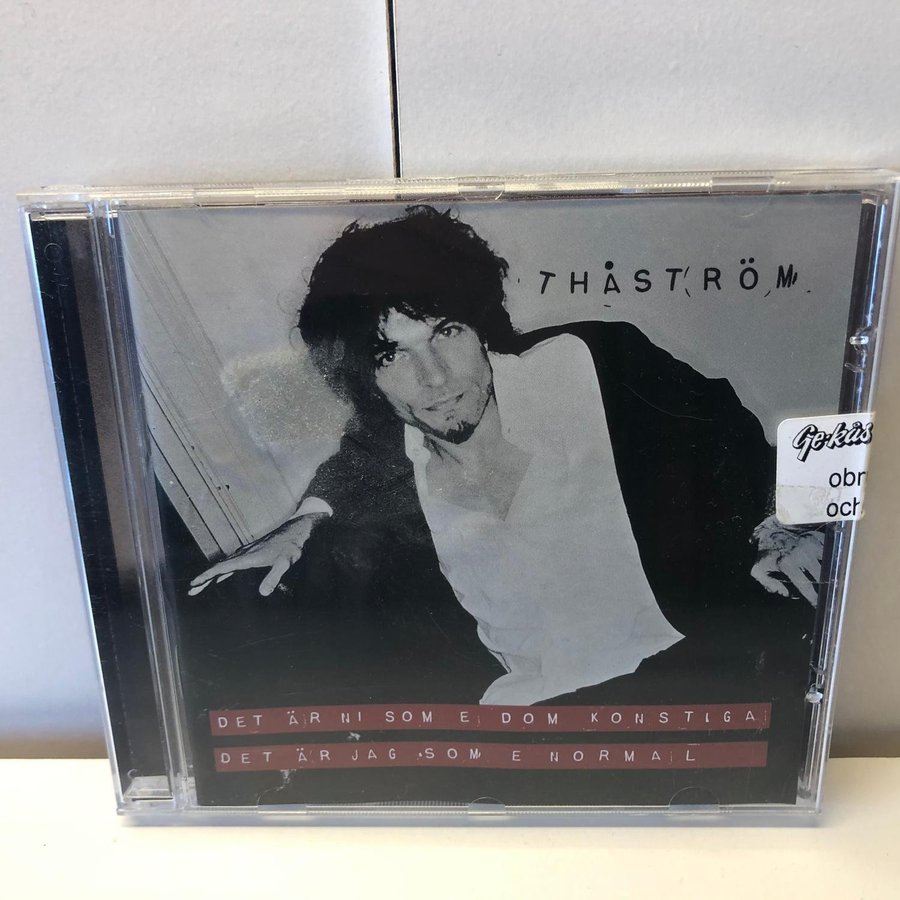 THÅSTRÖM
Ge-kås
obr
och
DET ÄR NI SOM E DOM KONSTIGA
DET ÄR JAG SOM E NORMAL